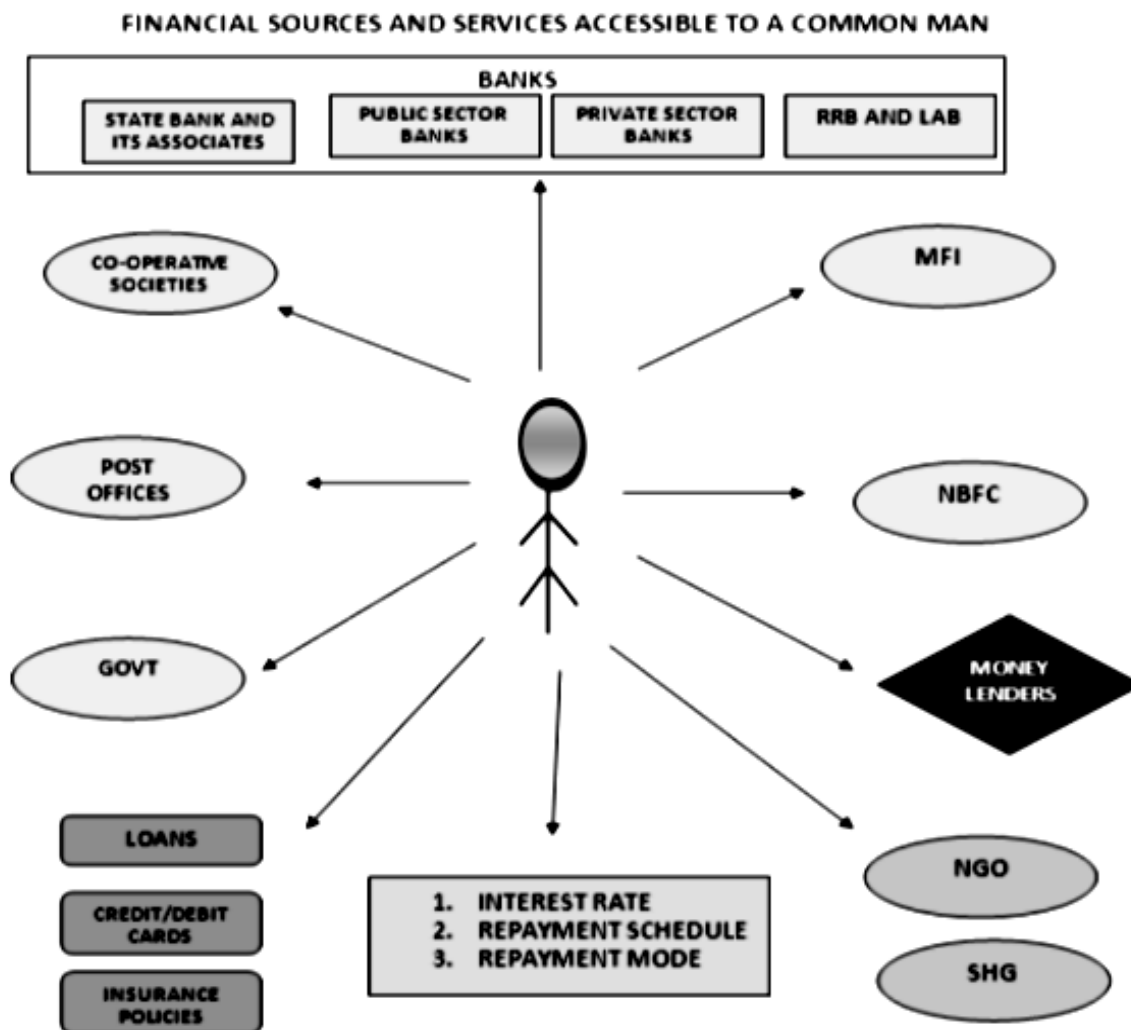 FINANCIAL SOURCES AND SERVICES ACCESSIBLE TO A COMMON MAN
BANKS
STATE BANK AND
ITS ASSOCIATES
PUBLIC SECTOR
BANKS
PRIVATE SECTOR
BANKS
RRB AND LAB
CO-OPERATIVE
SOCIETIES
MFI
POST
OFFICES
NBFC
GOVT
MONEY
LENDERS
LOANS
CREDIT/DEBIT
CARDS
INSURANCE
POLICIES
1. INTEREST RATE
2. REPAYMENT SCHEDULE
3. REPAYMENT MODE
NGO
SHG